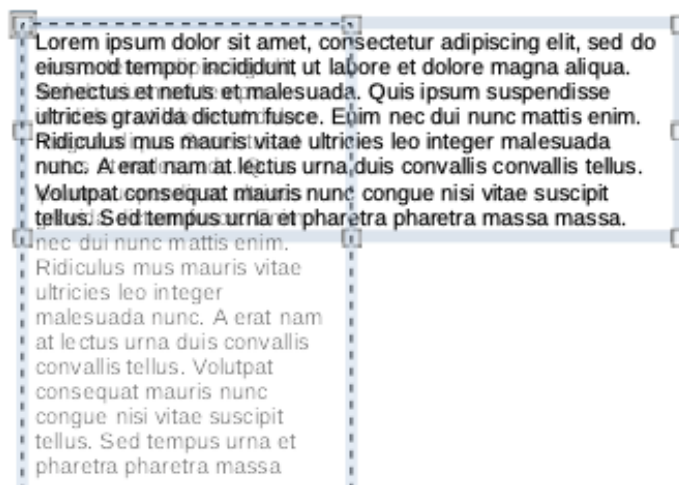 Lorem ipsum dolor sit amet, consectetur adipiscing elit, sed do
eiusmod tempor incididunt ut labore et dolore magna aliqua.
Senectus et netus et malesuada. Quis ipsum suspendisse
ultrices gravida dictum fusce. Enim nec dui nunc mattis enim.
Ridiculus mus mauris vitae ultricies leo integer malesuada
nunc. A erat nam at lectus urna duis convallis convallis tellus.
Volutpat consequat mauris nunc congue nisi vitae suscipit
tellus. Sed tempus urna et pharetra pharetra massa massa.
nec dui nunc mattis enim.
Ridiculus mus mauris vitae
ultricies leo integer
malesuada nunc. A erat nam
at lectus urna duis convallis
convallis tellus. Volutpat
consequat mauris nunc
congue nisi vitae suscipit
tellus. Sed tempus urna et
pharetra pharetra massa